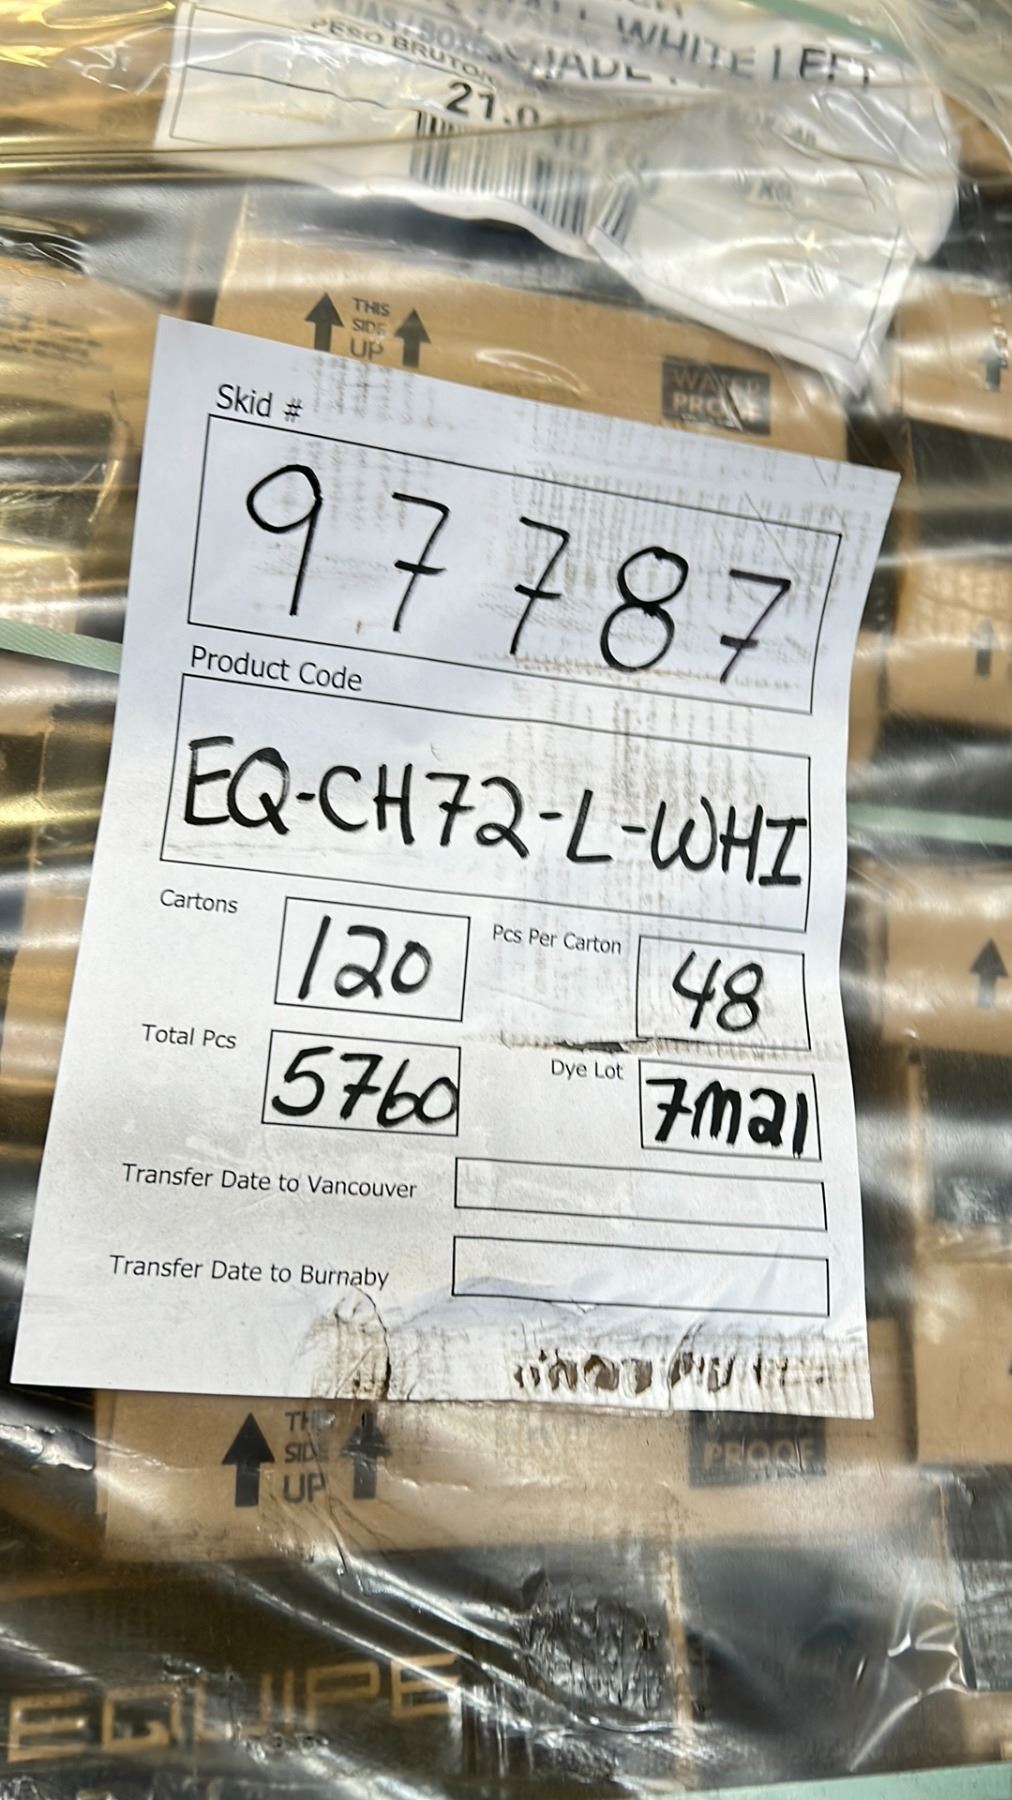 WHITE LEFT
PESO BRUTO
21.0
THIS
SIDE
UP
WATER
PROOF
Skid #
97787
Product Code
EQ-CH72-L-WHI
Cartons
120
Pcs Per Carton
48
Total Pcs
5760
Dye Lot
7M21
Transfer Date to Vancouver
Transfer Date to Burnaby
THIS
SIDE
UP
PROOF
EQUIPE